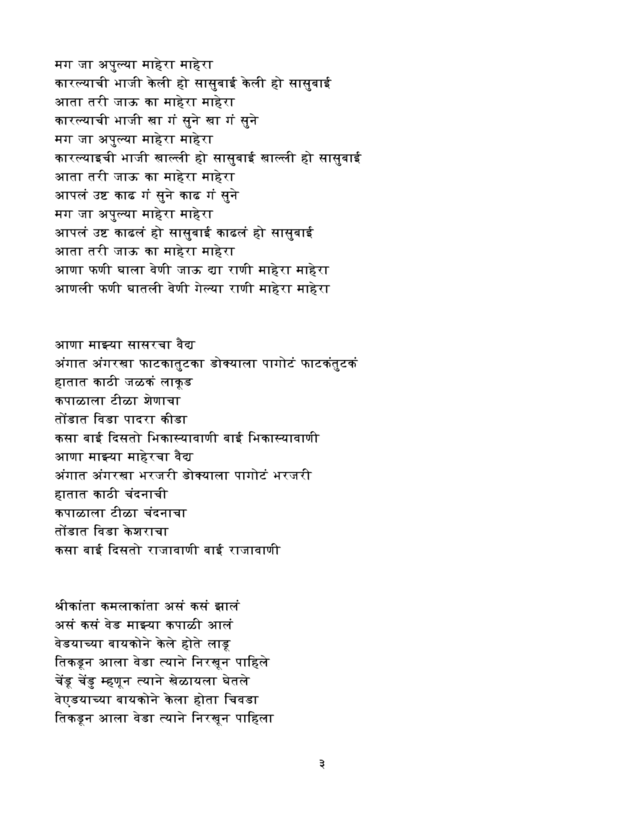 मग जा अपुल्या माहेरा माहेरा
कारल्याची भाजी केली हो सासुबाई केली हो सासुबाई
आता तरी जाऊ का माहेरा माहेरा
कारल्याची भाजी खा गं सुने खा गं सुने
मग जा अपुल्या माहेरा माहेरा
कारल्याइची भाजी खाल्ली हो सासुबाई खाल्ली हो सासुबाई
आता तरी जाऊ का माहेरा माहेरा
आपलं उष्ट काढ गं सुने काढ गं सुने
मग जा अपुल्या माहेरा माहेरा
आपलं उष्ट काढलं हो सासुबाई काढलं हो सासुबाई
आता तरी जाऊ का माहेरा माहेरा
आणा फणी घाला वेणी जाऊ द्या राणी माहेरा माहेरा
आणली फणी घातली वेणी गेल्या राणी माहेरा माहेरा
आणा माझ्या सासरचा वैद्य
अंगात अंगरखा फाटकातुटका डोक्याला पागोटं फाटकंतुटकं
हातात काठी जळकं लाकूड
कपाळाला टीळा शेणाचा
तोंडात विडा पादरा कीडा
कसा बाई दिसतो भिकार्‍यावाणी बाई भिकार्‍यावाणी
आणा माझ्या माहेरचा वैद्य
अंगात अंगरखा भरजरी डोक्याला पागोटं भरजरी
हातात काठी चंदनाची
कपाळाला टीळा चंदनाचा
तोंडात विडा केशराचा
कसा बाई दिसतो राजावाणी बाई राजावाणी
श्रीकांता कमलाकांता असं कसं झालं
असं कसं वेड माझ्या कपाळी आलं
वेडयाच्या बायकोने केले होते लाडू
तिकडून आला वेडा त्याने निरखून पाहिले
चेंडू चेंडु म्हणून त्याने खेळायला घेतले
वेएडयाच्या बायकोने केला होता चिवडा
तिकडून आला वेडा त्याने निरखून पाहिला
३